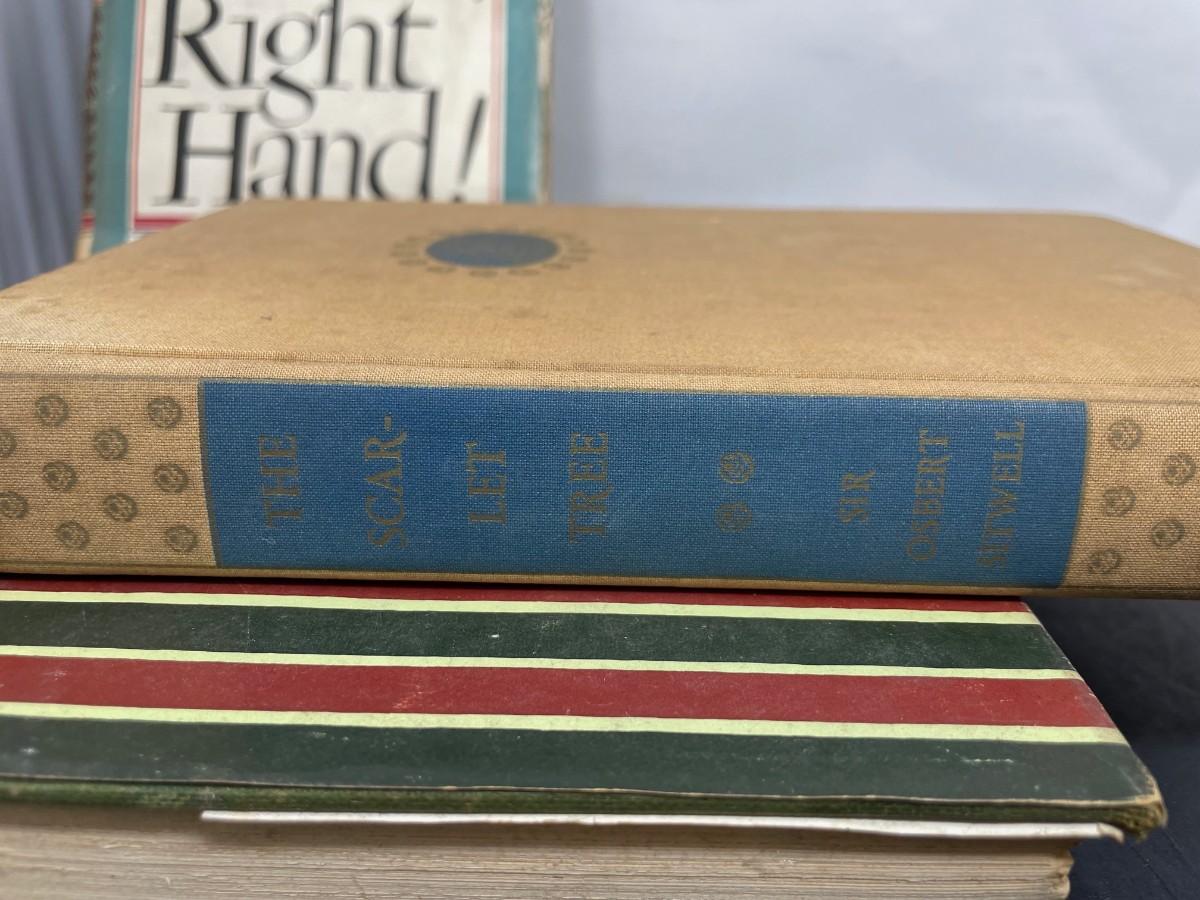 Right
Hand!
THE
SCAR-
LET
TREE
SIR
OSBERT
SITWELL